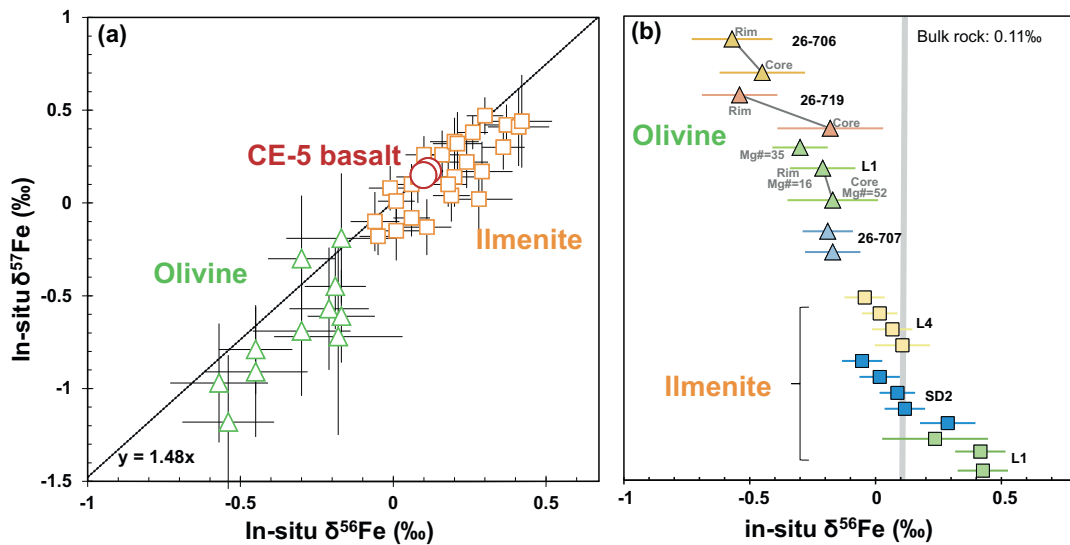 (a)
1
0.5
0
-0.5
-1
-1.5
In-situ δ⁵⁷Fe (‰)
CE-5 basalt
Ilmenite
Olivine
y = 1.48x
-1
-0.5
0
0.5
In-situ δ⁵⁶Fe (‰)
(b)
Bulk rock: 0.11‰
Rim
26-706
Core
26-719
Rim
Core
Olivine
Mg#=35
L1
Rim
Mg#=16
Core
Mg#=52
26-707
L4
Ilmenite
SD2
L1
-1
-0.5
0
0.5
in-situ δ⁵⁶Fe (‰)